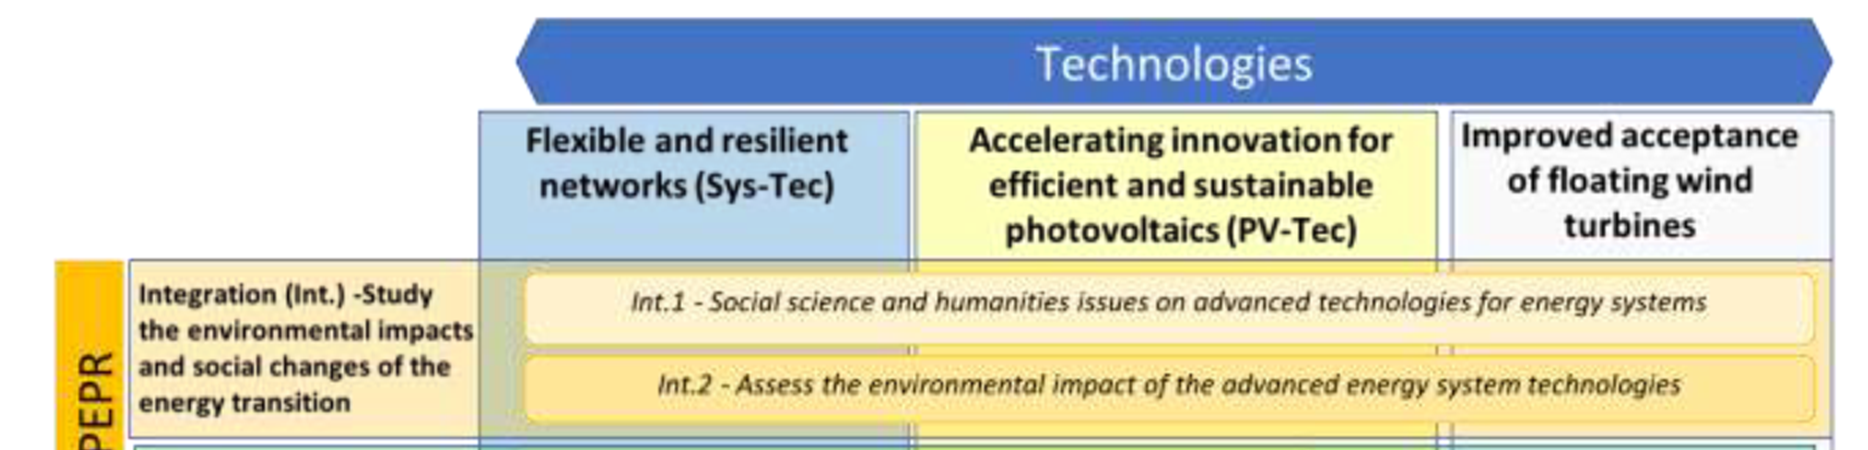 Technologies
Flexible and resilient
networks (Sys-Tec)
Accelerating innovation for
efficient and sustainable
photovoltaics (PV-Tec)
Improved acceptance
of floating wind
turbines
PEPR
Integration (Int.) -Study
the environmental impacts
and social changes of the
energy transition
Int.1 - Social science and humanities issues on advanced technologies for energy systems
Int.2 - Assess the environmental impact of the advanced energy system technologies